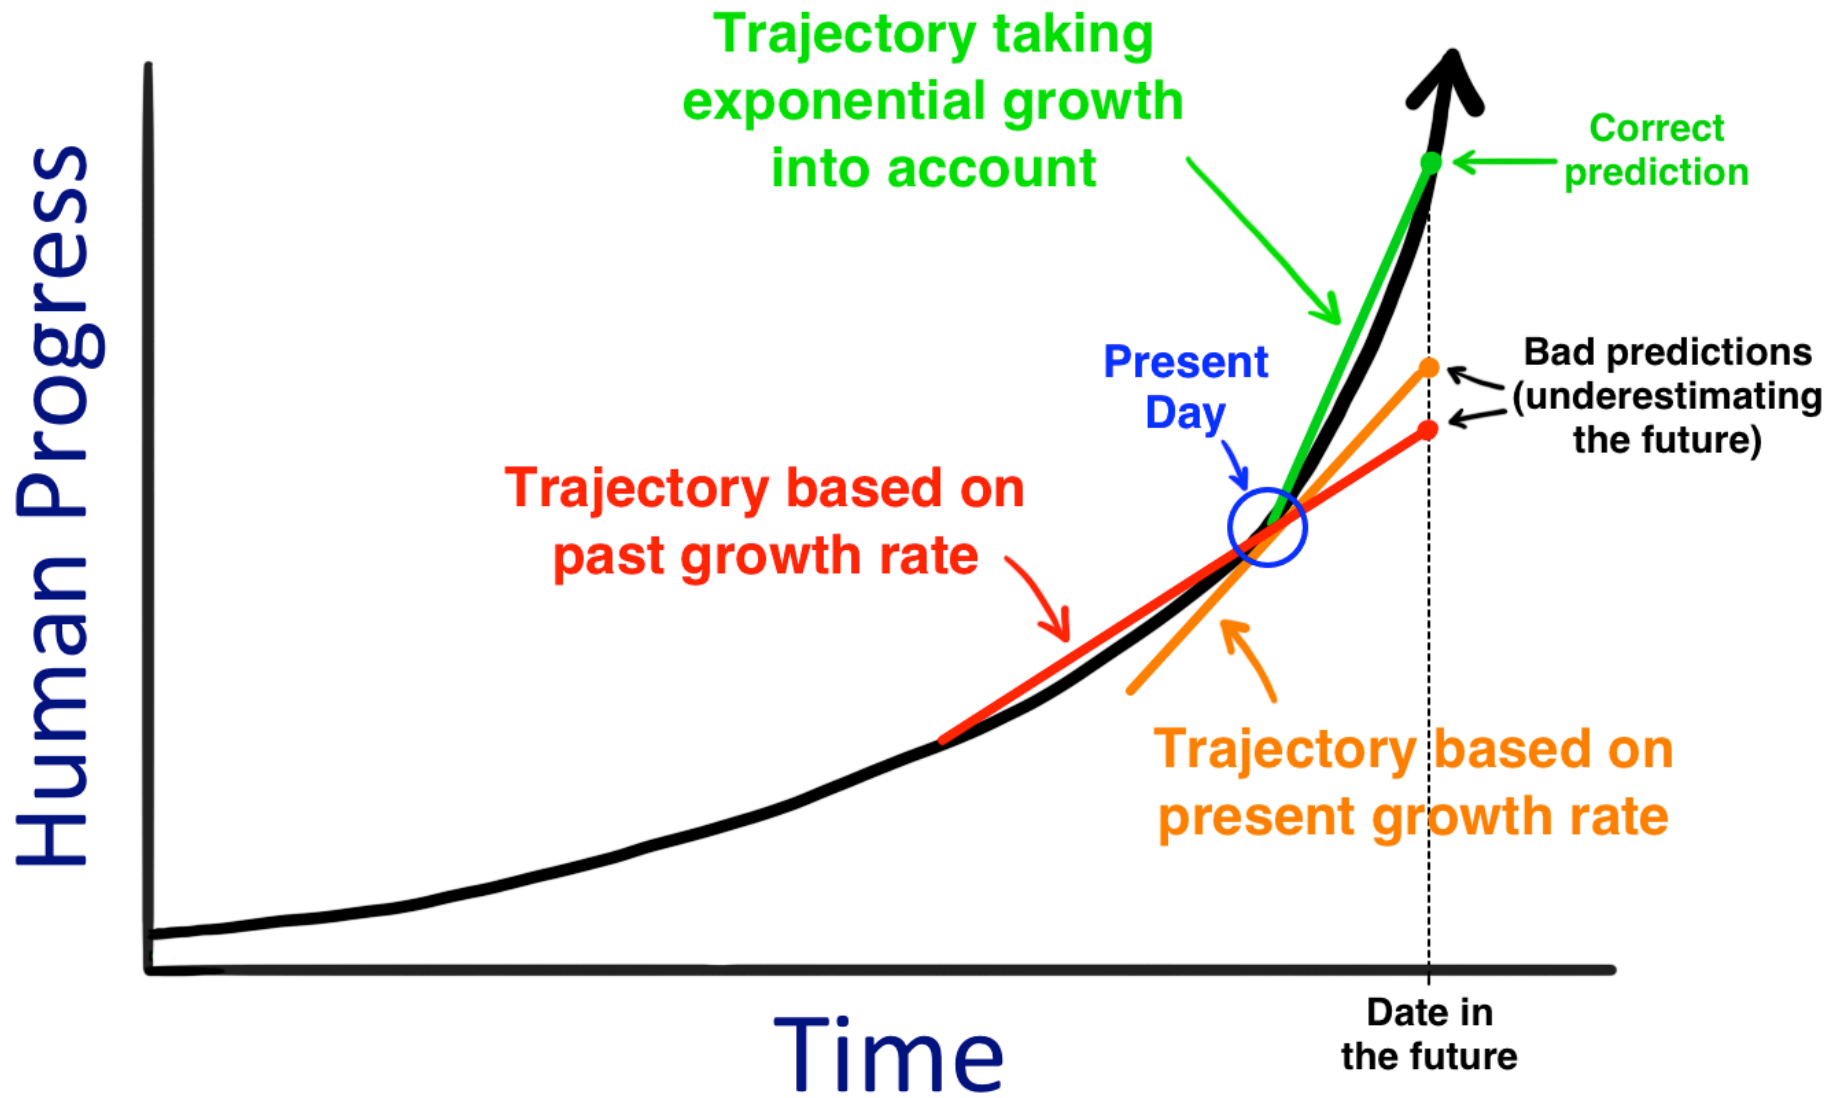 Trajectory taking
exponential growth
into account
Correct
prediction
Present
Day
Bad predictions
(underestimating
the future)
Trajectory based on
past growth rate
Trajectory based on
present growth rate
Human Progress
Time
Date in
the future